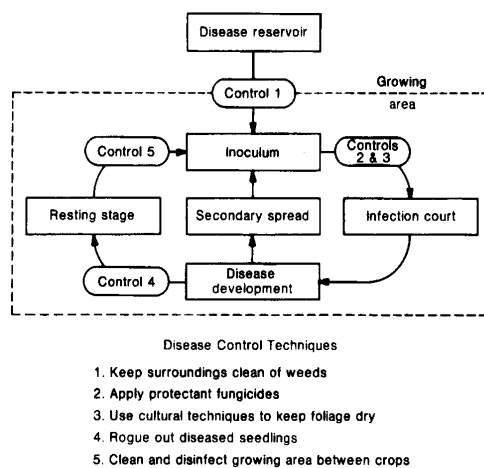 Disease reservoir
Control 1
Growing
area
Control 5
Inoculum
Controls
2 & 3
Resting stage
Secondary spread
Infection court
Control 4
Disease
development
Disease Control Techniques
1. Keep surroundings clean of weeds
2. Apply protectant fungicides
3. Use cultural techniques to keep foliage dry
4. Rogue out diseased seedlings
5. Clean and disinfect growing area between crops